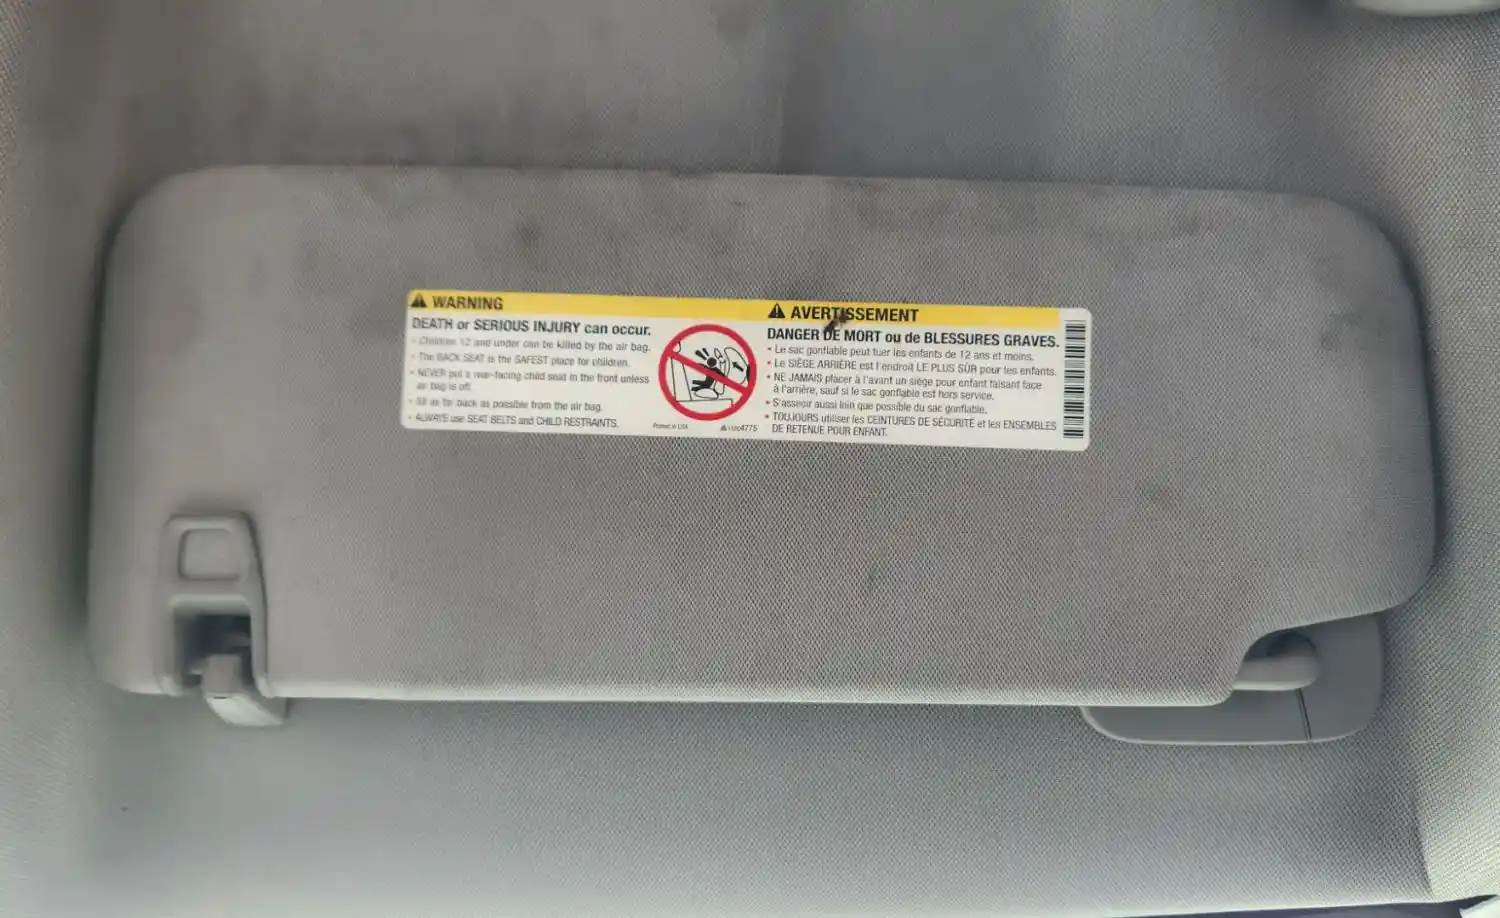 WARNING
DEATH or SERIOUS INJURY can occur.
• Children 12 and under can be killed by the air bag.
• The BACK SEAT is the SAFEST place for children.
• NEVER put a rear-facing child seat in the front unless
air bag is off.
• Sit as far back as possible from the air bag.
• ALWAYS use SEAT BELTS and CHILD RESTRAINTS.
Printed in USA
AVERTISSEMENT
DANGER DE MORT ou de BLESSURES GRAVES.
• Le sac gonflable peut tuer les enfants de 12 ans et moins.
• Le SIÈGE ARRIÈRE est l'endroit LE PLUS SÛR pour les enfants.
• NE JAMAIS placer à l'avant un siège pour enfant faisant face
à l'arrière, sauf si le sac gonflable est hors service.
• S'asseoir aussi loin que possible du sac gonflable.
• TOUJOURS utiliser les CEINTURES DE SÉCURITÉ et les ENSEMBLES
DE RETENUE POUR ENFANT.